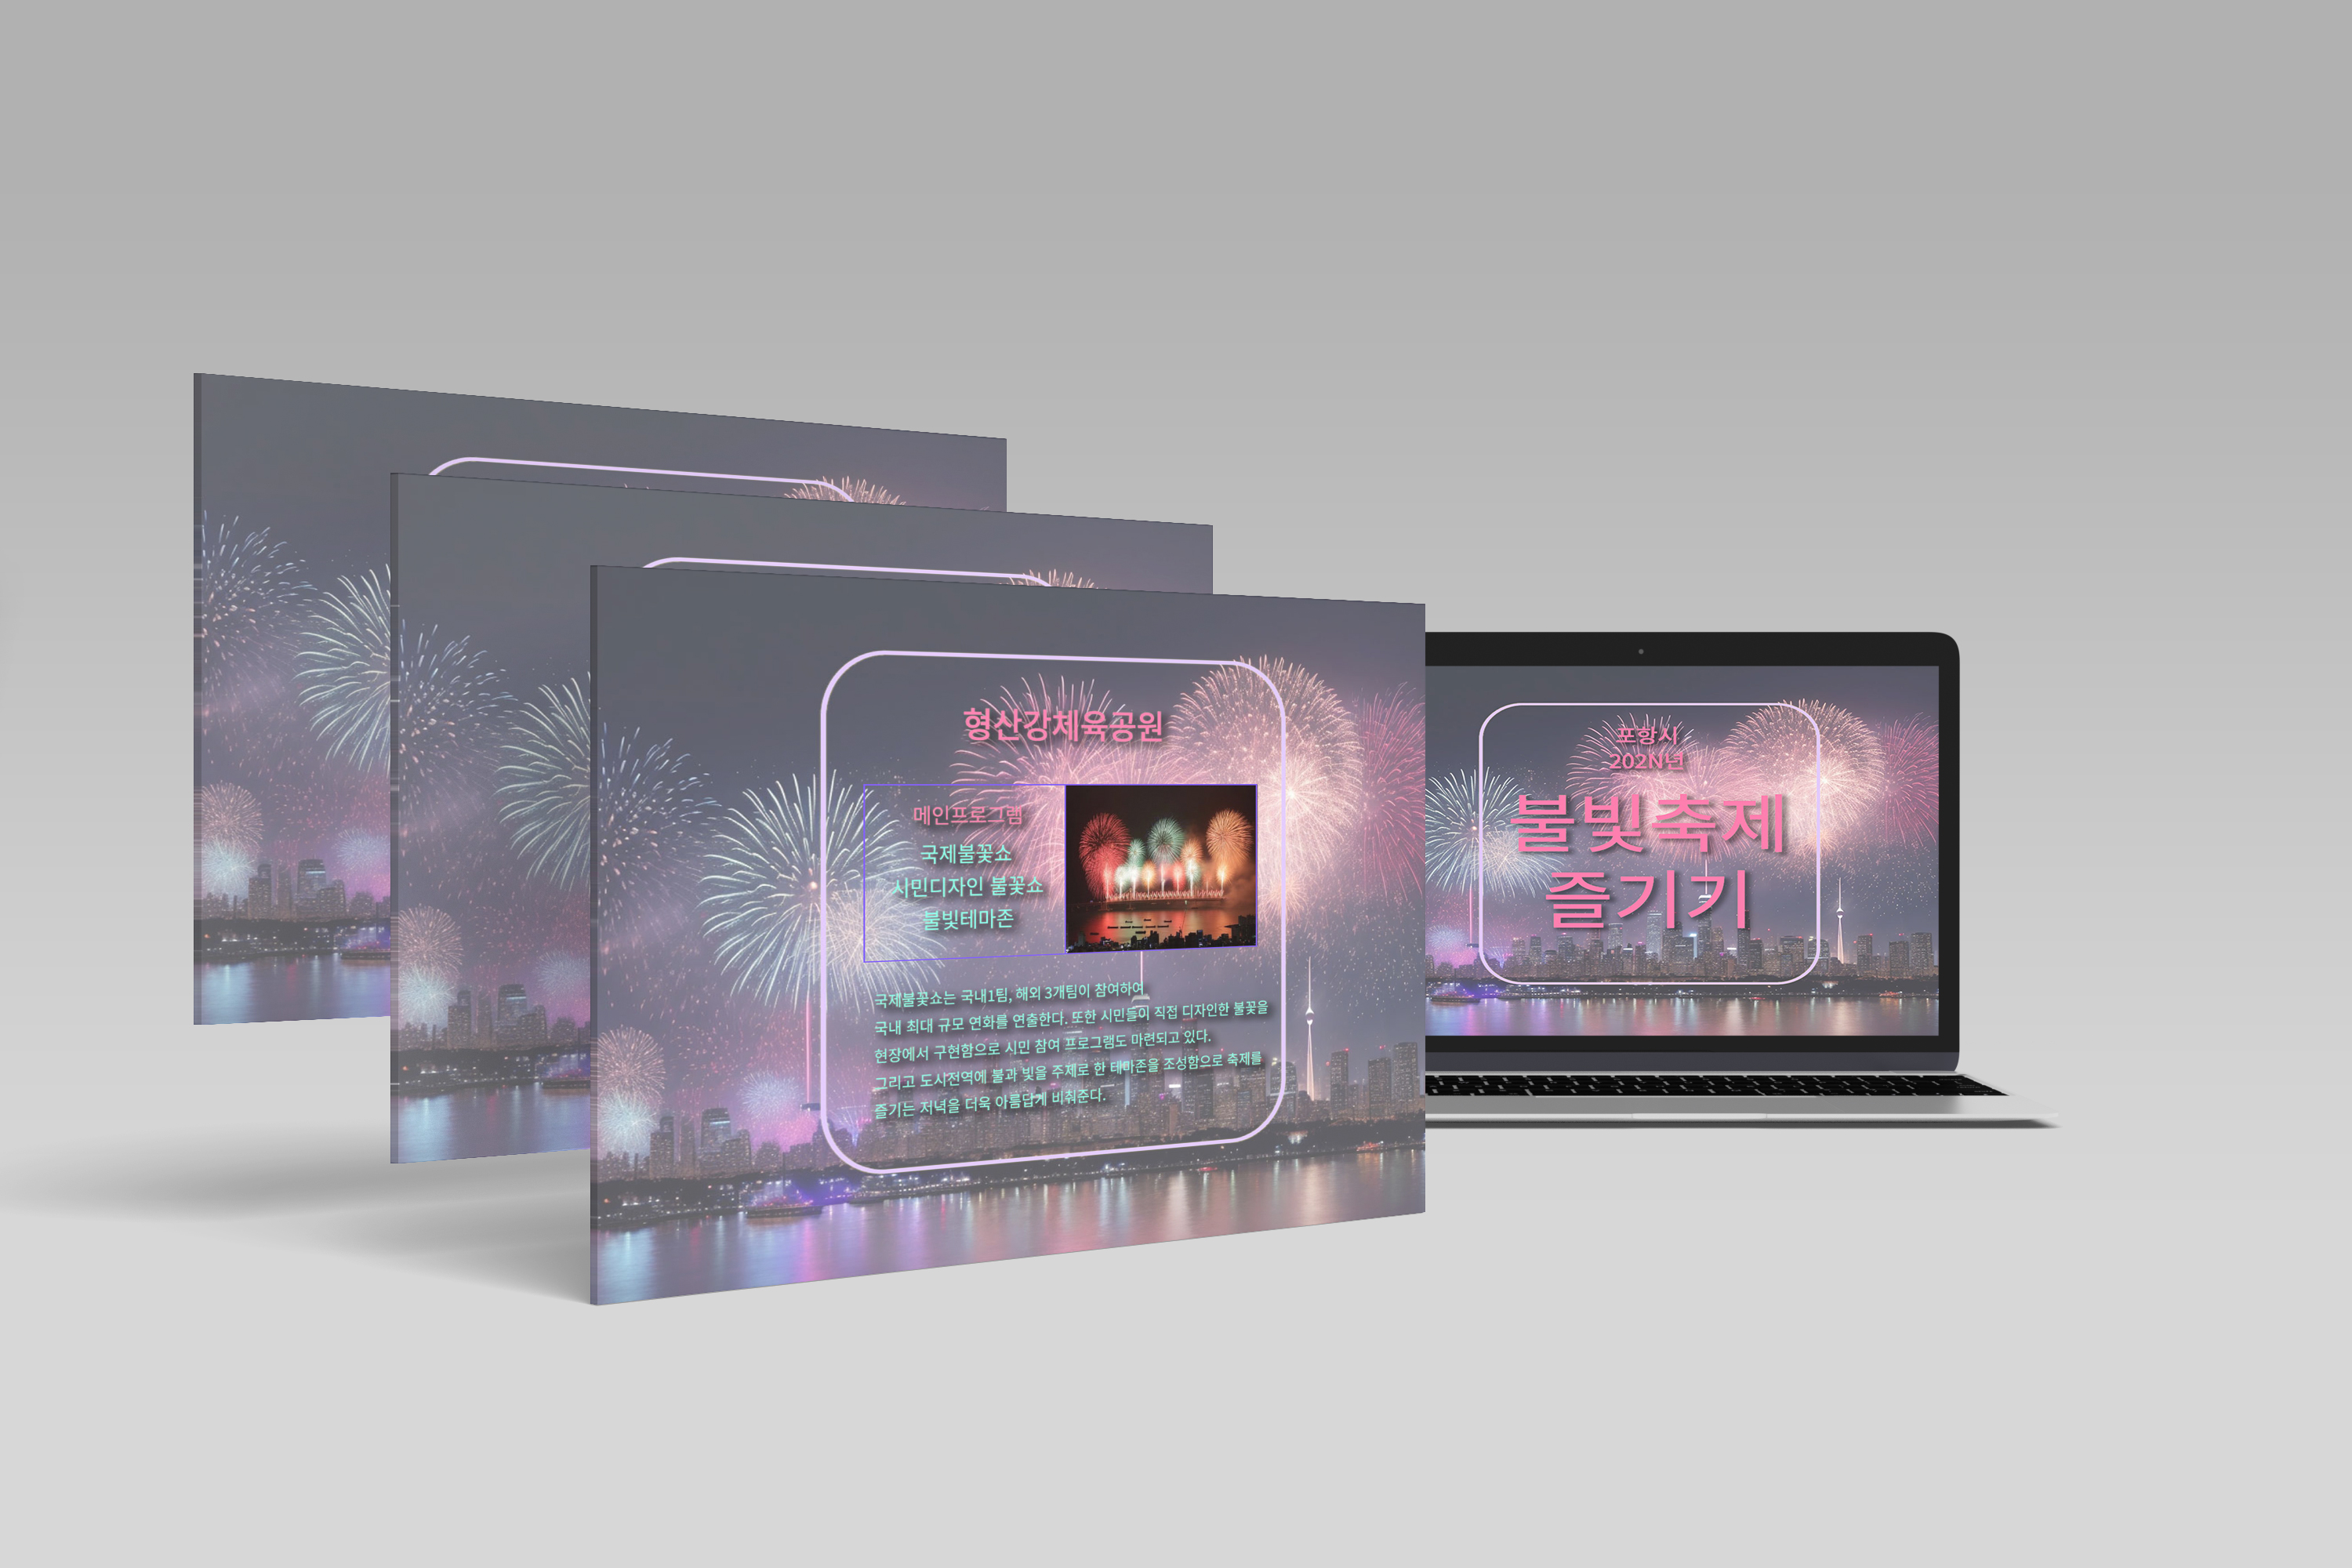 형산강체육공원
메인프로그램
국제불꽃쇼
시민디자인 불꽃쇼
불빛테마존
국제불꽃쇼는 국내1팀, 해외 3개팀이 참여하여
국내 최대 규모 연화를 연출한다. 또한 시민들이 직접 디자인한 불꽃을
현장에서 구현함으로 시민 참여 프로그램도 마련되고 있다.
그리고 도시전역에 불과 빛을 주제로 한 테마존을 조성함으로 축제를
즐기는 저녁을 더욱 아름답게 비춰준다.
포항시
202N년
불빛축제
즐기기